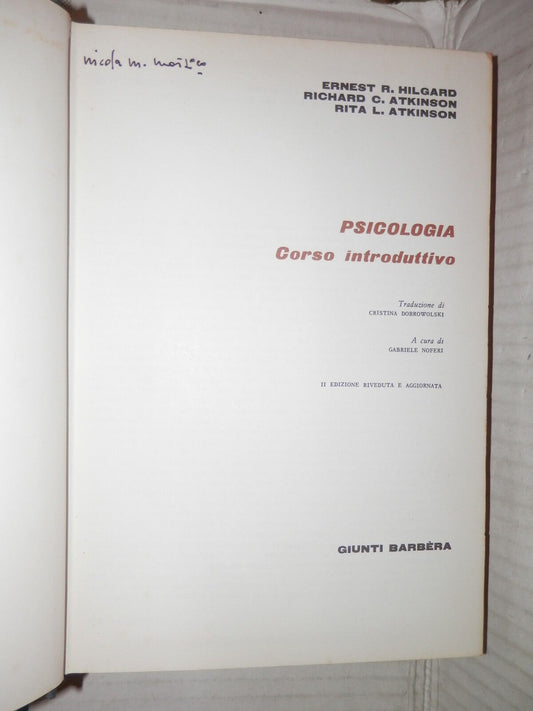 nicola m.
ERNEST R. HILGARD
RICHARD C. ATKINSON
RITA L. ATKINSON
PSICOLOGIA
Corso introduttivo
Traduzione di
CRISTINA DOBROWOLSKI
A cura di
GABRIELE NOFERI
II EDIZIONE RIVEDUTA E AGGIORNATA
GIUNTI BARBÈRA